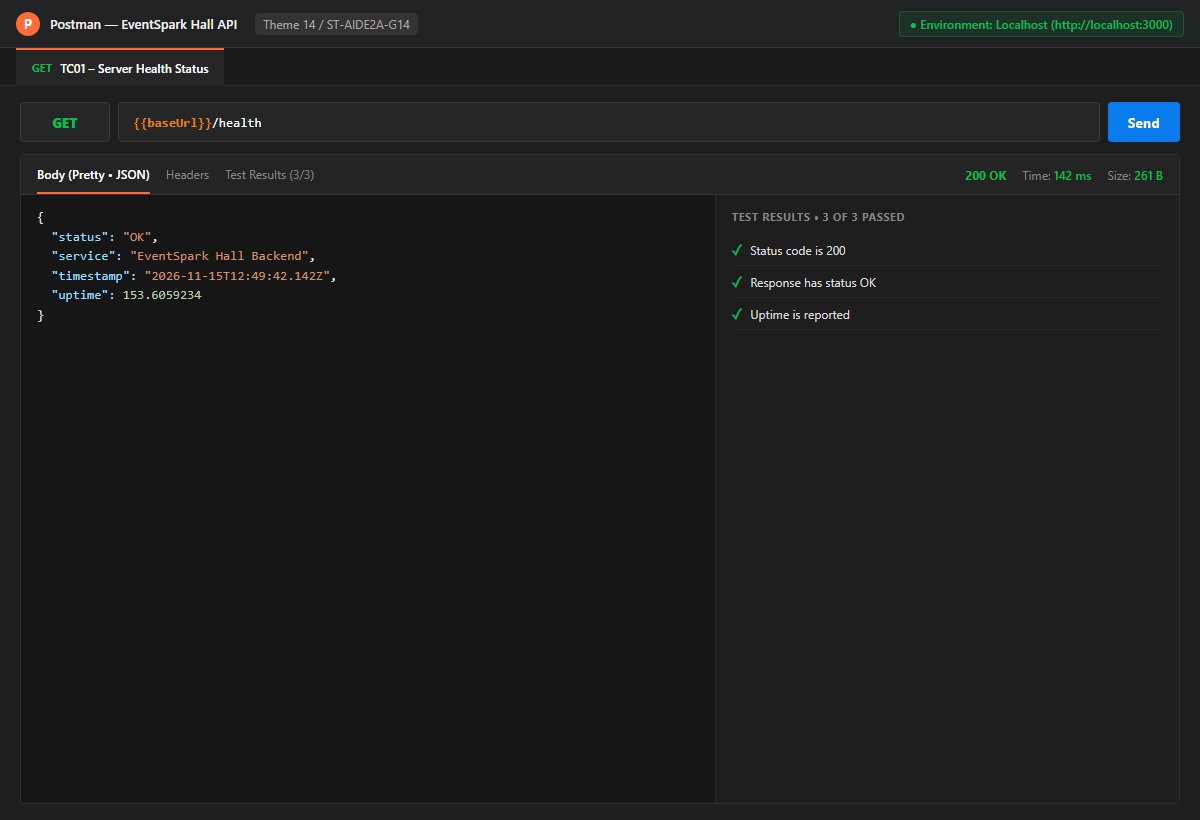 P Postman — EventSpark Hall API Theme 14 / ST-AIDE2A-G14 ● Environment: Localhost (http://localhost:3000)
GET TC01 – Server Health Status
GET {{baseUrl}}/health Send
Body (Pretty • JSON) Headers Test Results (3/3) 200 OK Time: 142 ms Size: 261 B
{
"status": "OK",
"service": "EventSpark Hall Backend",
"timestamp": "2026-11-15T12:49:42.142Z",
"uptime": 153.6059234
}
TEST RESULTS • 3 OF 3 PASSED
✓ Status code is 200
✓ Response has status OK
✓ Uptime is reported